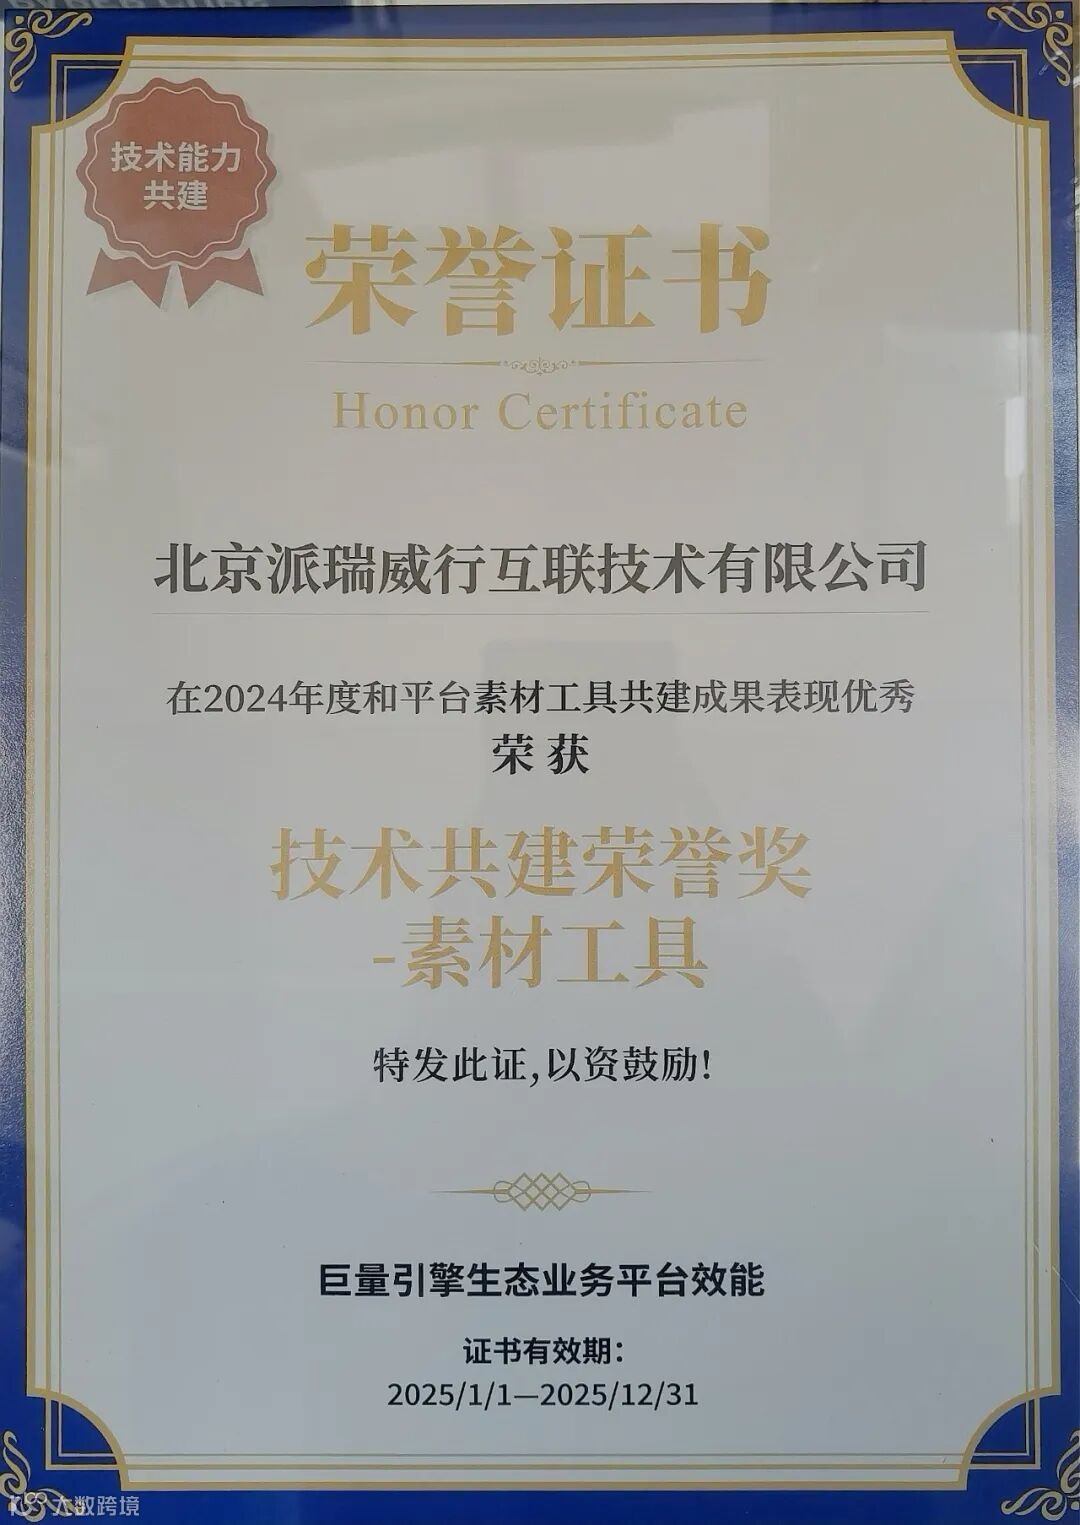 技术能力
共建
荣誉证书
Honor Certificate
北京派瑞威行互联技术有限公司
在2024年度和平台素材工具共建成果表现优秀
荣 获
技术共建荣誉奖
-素材工具
特发此证,以资鼓励!
巨量引擎生态业务平台效能
证书有效期:
2025/1/1—2025/12/31
大数跨境